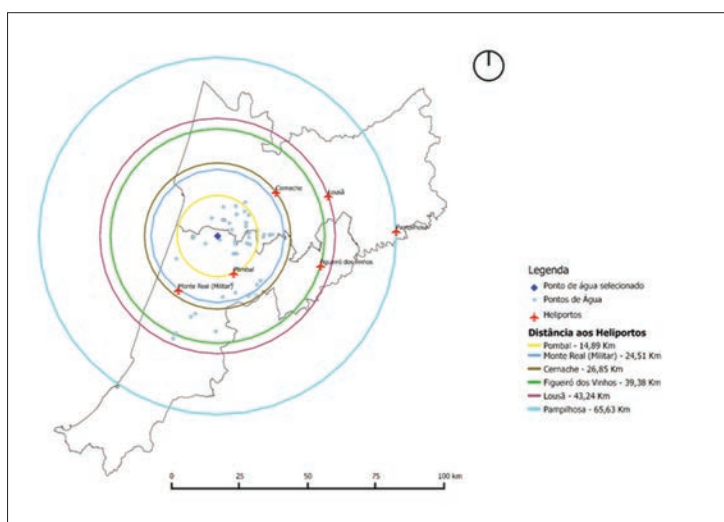 Cernache
Lousã
Pampilhosa
Figueiró dos Vinhos
Pombal
Monte Real (Militar)
Legenda
Ponto de água selecionado
Pontos de Água
Heliportos
Distância aos Heliportos
Pombal - 14,89 Km
Monte Real (Militar) - 24,51 Km
Cernache - 26,85 Km
Figueiró dos Vinhos - 39,38 Km
Lousã - 43,24 Km
Pampilhosa - 65,63 Km
0 25 50 75 100 km